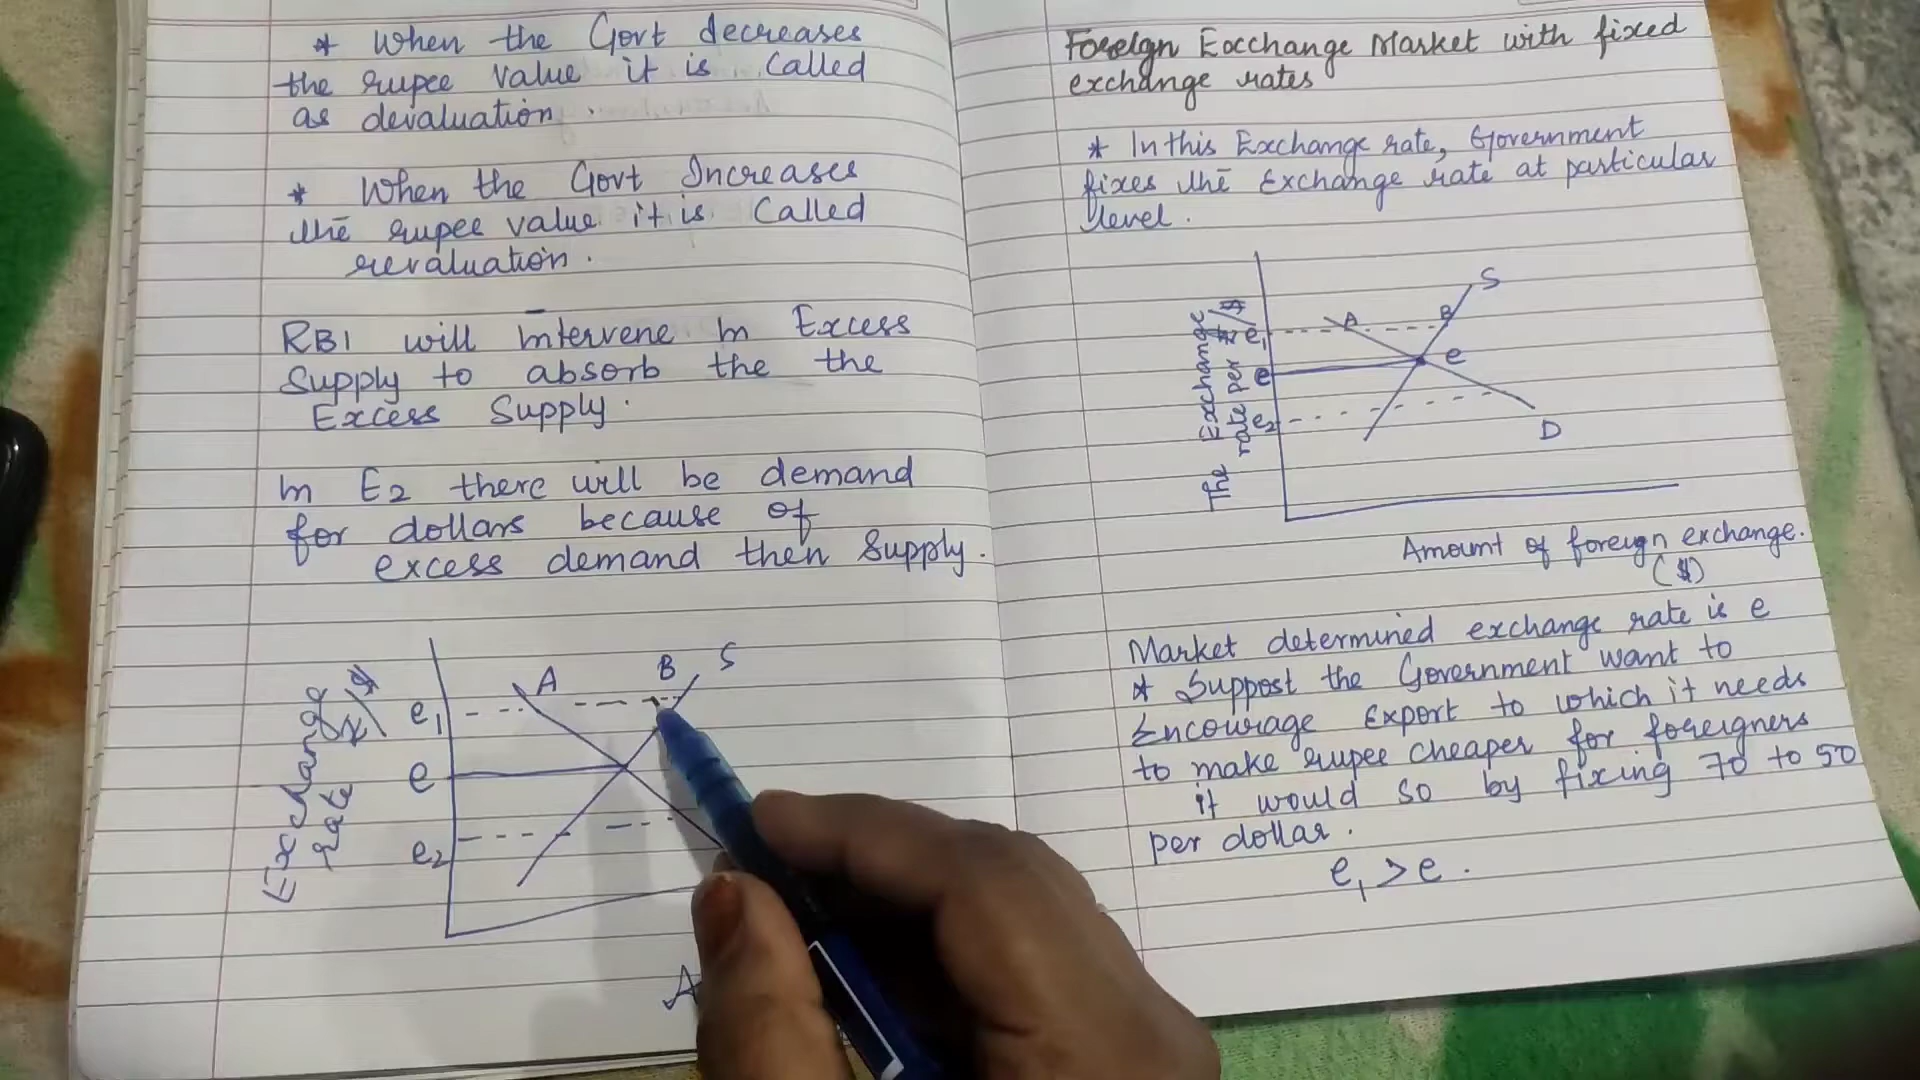 * When the Govt decreases
the rupee value it is called
as devaluation.
* When the Govt Increases
the rupee value it is Called
revaluation.
RBI will Intervene In Excess
Supply to absorb the the
Excess Supply.
In E2 there will be demand
for dollars because of
excess demand then Supply.
Exchange
rate ₹/$
e1
e
e2
A
B
S
A
Foreign Exchange Market with fixed
exchange rates
* In this Exchange rate, Government
fixes the Exchange rate at particular
level.
The Exchange
rate per ₹/$
e1
e
e2
A
B
S
e
D
Amount of foreign exchange.
($)
Market determined exchange rate is e
* Suppost the Government want to
Encourage Export to which it needs
to make rupee cheaper for foreigners
it would so by fixing 70 to 50
per dollar.
e1 > e.